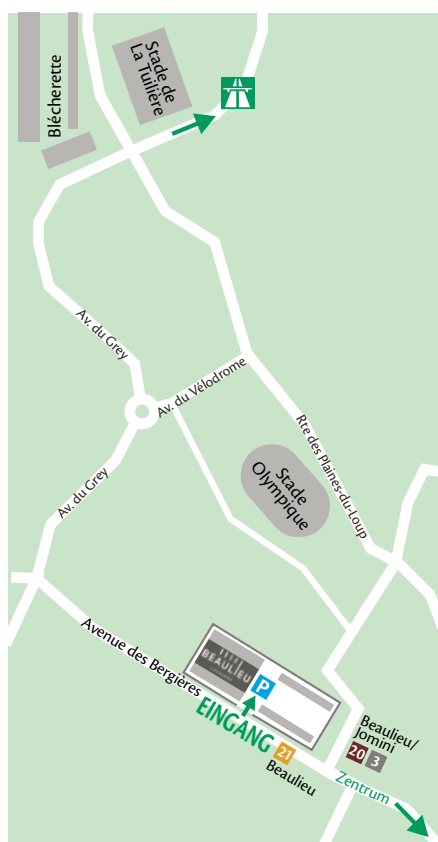 Blécherette
Stade de
La Tuilière
Av. du Grey
Av. du Vélodrome
Rte des Plaines-du-Loup
Stade
Olympique
Av. du Grey
Avenue des Bergières
BEAULIEU
P
EINGANG
21
Beaulieu
Beaulieu/
Jomini
20 3
Zentrum